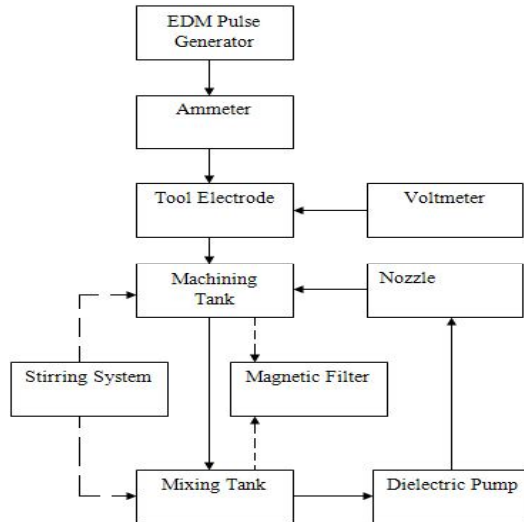 EDM Pulse
Generator
Ammeter
Tool Electrode
Voltmeter
Machining
Tank
Nozzle
Stirring System
Magnetic Filter
Mixing Tank
Dielectric Pump